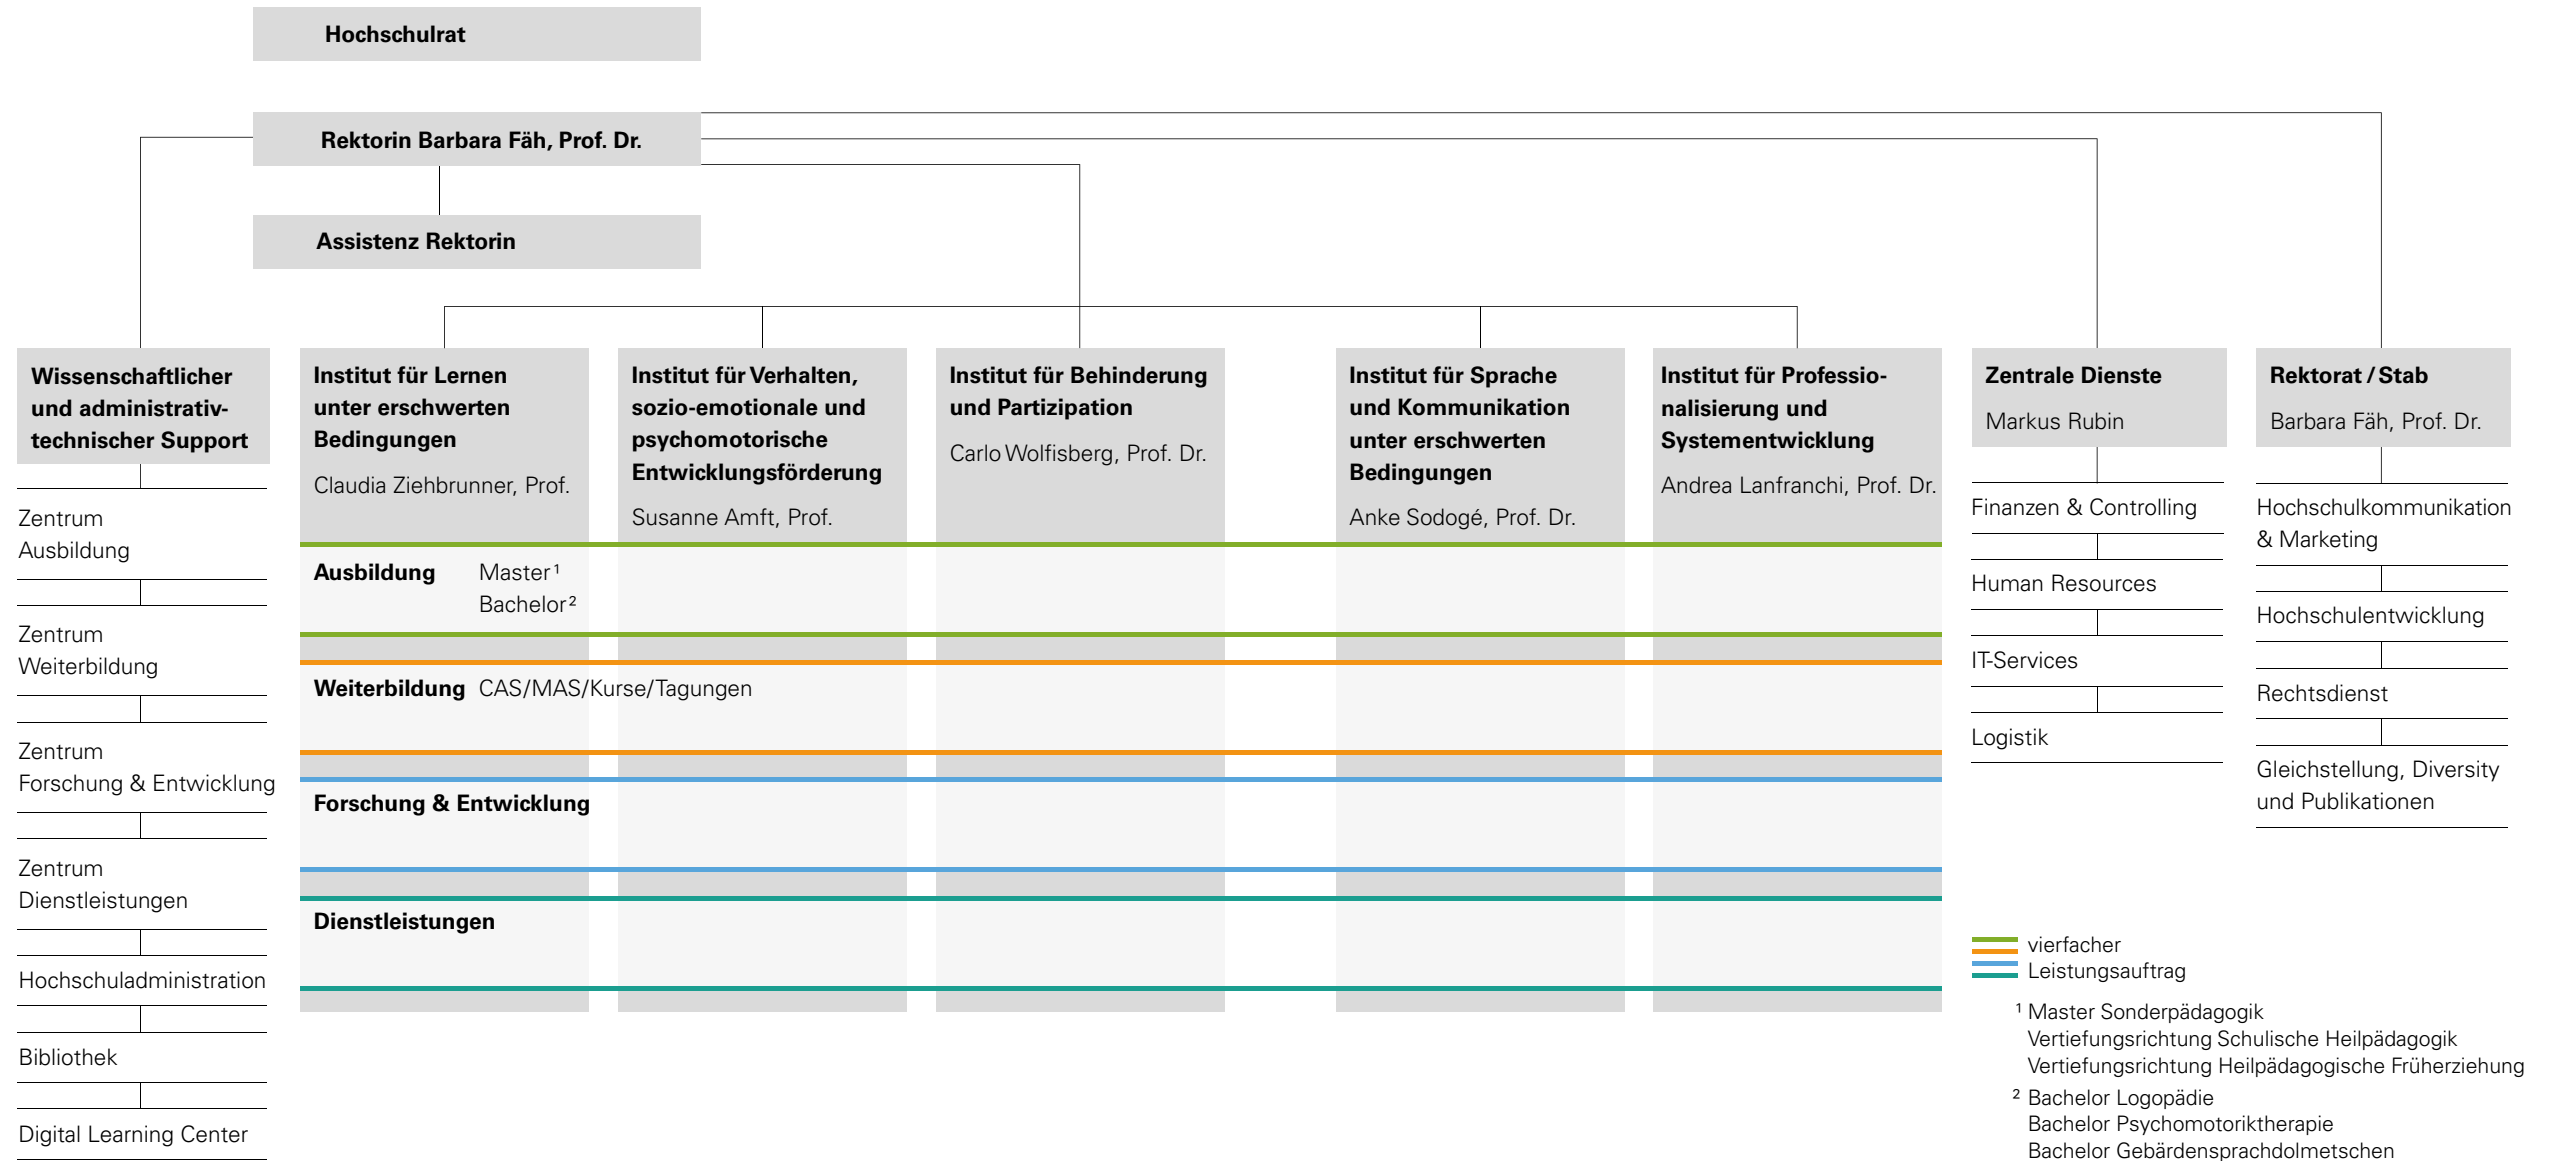 Hochschulrat
Rektorin Barbara Fäh, Prof. Dr.
Assistenz Rektorin
Wissenschaftlicher
und administrativ-
technischer Support
Zentrum
Ausbildung
Zentrum
Weiterbildung
Zentrum
Forschung & Entwicklung
Zentrum
Dienstleistungen
Hochschuladministration
Bibliothek
Digital Learning Center
Institut für Lernen
unter erschwerten
Bedingungen
Claudia Ziehbrunner, Prof.
Institut für Verhalten,
sozio-emotionale und
psychomotorische
Entwicklungsförderung
Susanne Amft, Prof.
Institut für Behinderung
und Partizipation
Carlo Wolfisberg, Prof. Dr.
Institut für Sprache
und Kommunikation
unter erschwerten
Bedingungen
Anke Sodogé, Prof. Dr.
Institut für Professio-
nalisierung und
Systementwicklung
Andrea Lanfranchi, Prof. Dr.
Ausbildung Master¹
Bachelor²
Weiterbildung CAS/MAS/Kurse/Tagungen
Forschung & Entwicklung
Dienstleistungen
Zentrale Dienste
Markus Rubin
Finanzen & Controlling
Human Resources
IT-Services
Logistik
Rektorat / Stab
Barbara Fäh, Prof. Dr.
Hochschulkommunikation
& Marketing
Hochschulentwicklung
Rechtsdienst
Gleichstellung, Diversity
und Publikationen
vierfacher
Leistungsauftrag
¹ Master Sonderpädagogik
Vertiefungsrichtung Schulische Heilpädagogik
Vertiefungsrichtung Heilpädagogische Früherziehung
² Bachelor Logopädie
Bachelor Psychomotoriktherapie
Bachelor Gebärdensprachdolmetschen